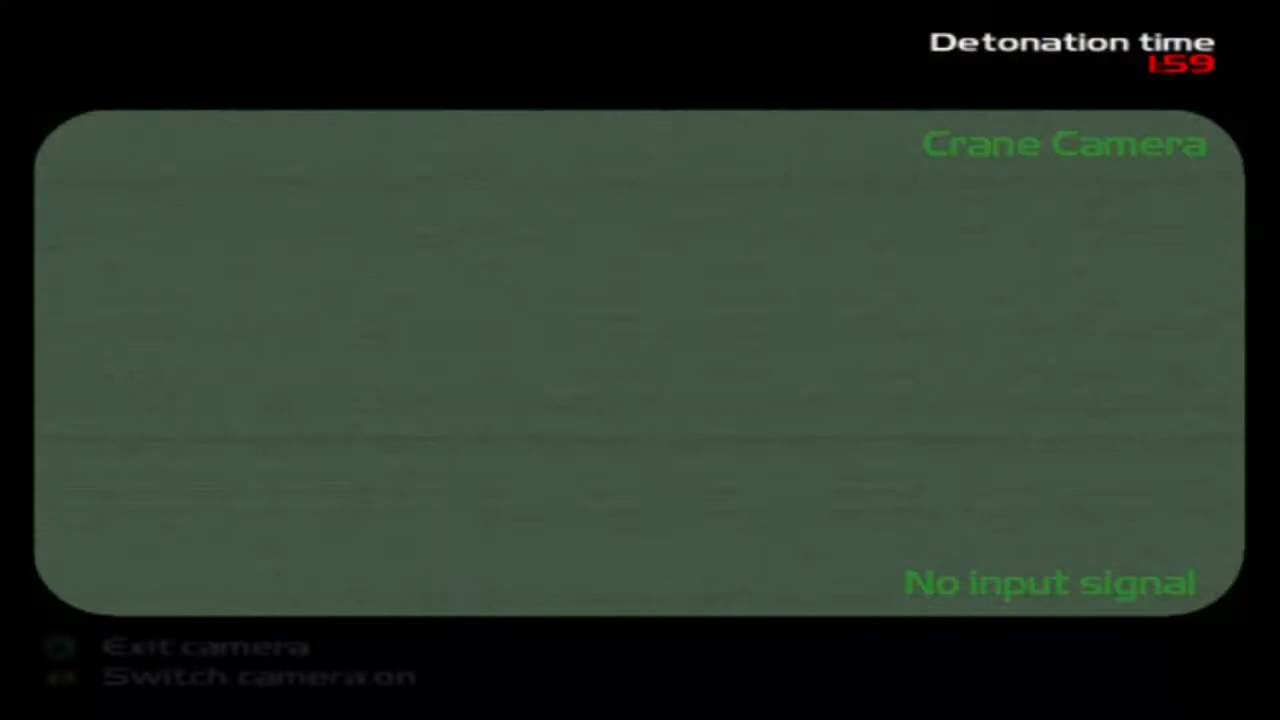 Detonation time
1:59
Crane Camera
No input signal
Exit camera
Switch camera on